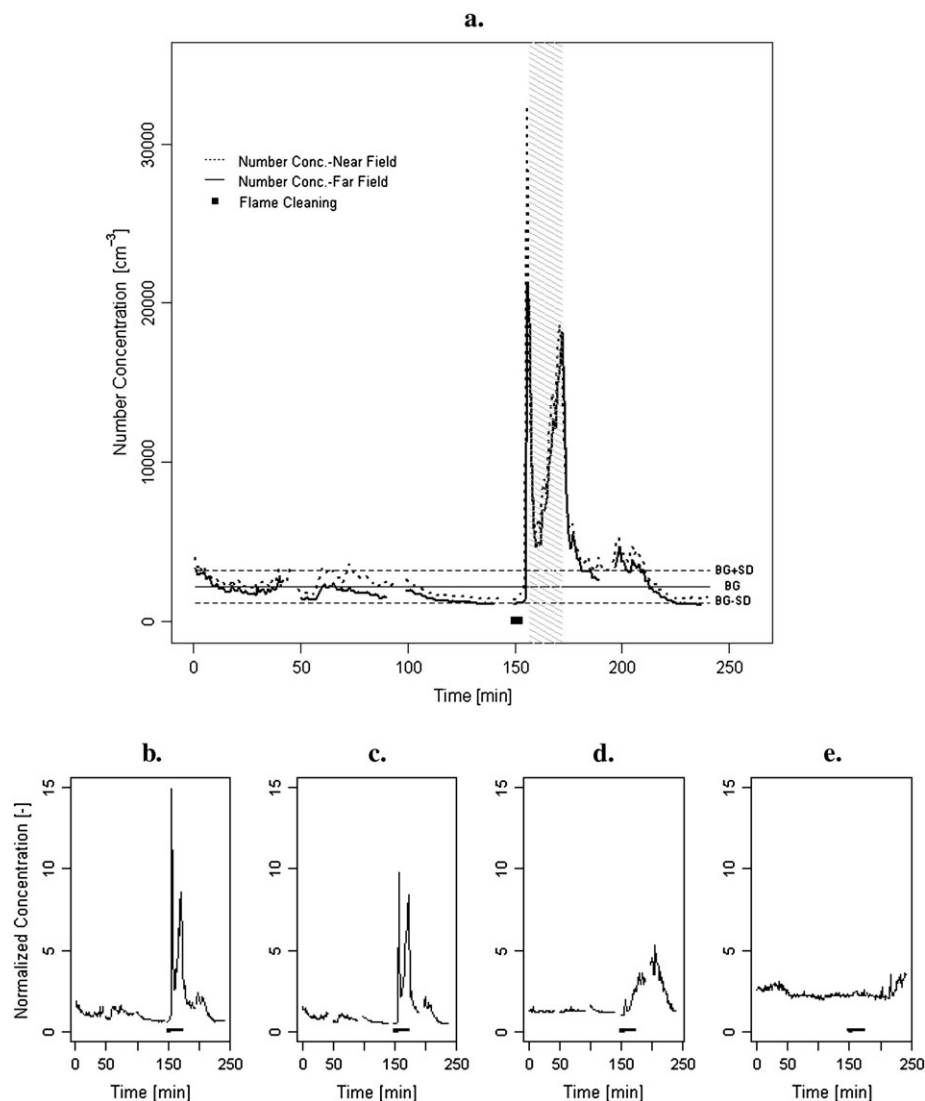 a.
30000
20000
10000
0
Number Concentration [cm⁻³]
Number Conc.-Near Field
Number Conc.-Far Field
Flame Cleaning
BG+SD
BG
BG-SD
0 50 100 150 200 250
Time [min]
b. c. d. e.
Normalized Concentration [-]
15 15 15 15
10 10 10 10
5 5 5 5
0 0 0 0
0 50 150 250 0 50 150 250 0 50 150 250 0 50 150 250
Time [min] Time [min] Time [min] Time [min]